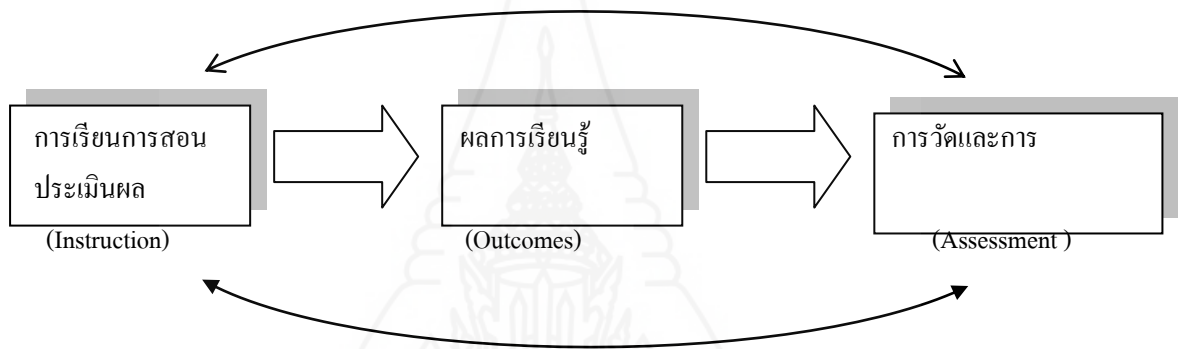 การเรียนการสอน
ประเมินผล
(Instruction)
ผลการเรียนรู้
(Outcomes)
การวัดและการ
(Assessment )